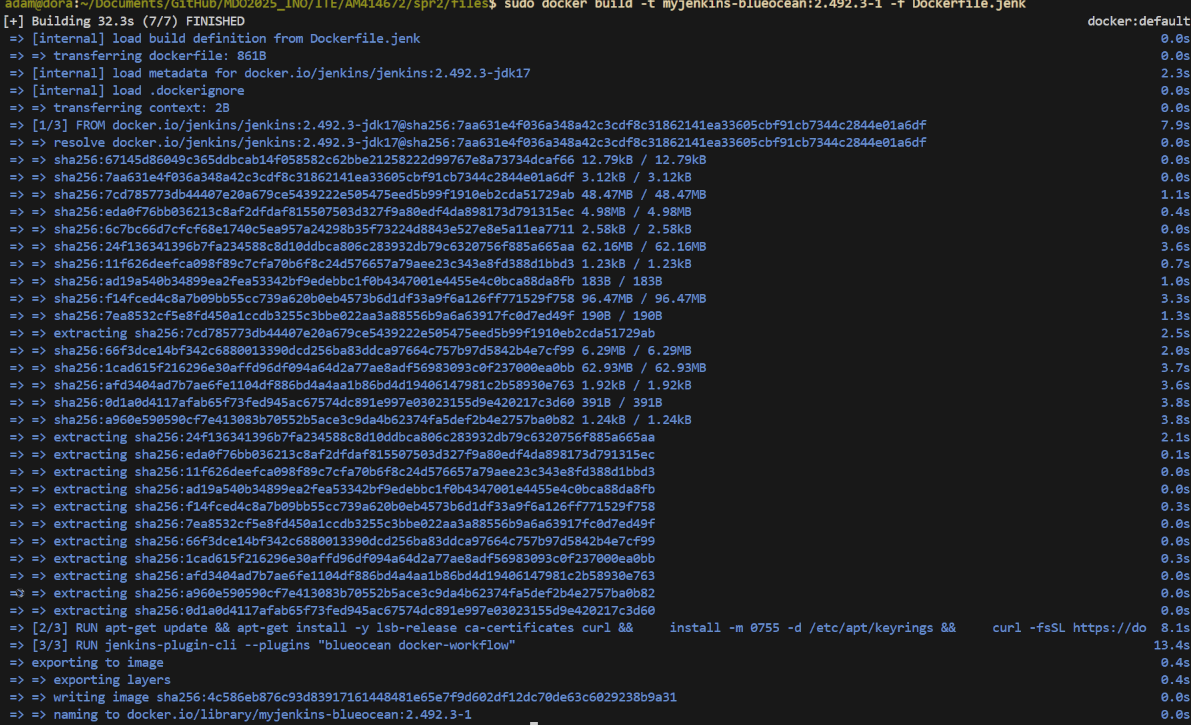 adam@dora:~/Documents/GitHub/MDO2025_INO/ITE/AM414672/spr2/files$ sudo docker build -t myjenkins-blueocean:2.492.3-1 -f Dockerfile.jenk
[+] Building 32.3s (7/7) FINISHED docker:default
=> [internal] load build definition from Dockerfile.jenk 0.0s
=> => transferring dockerfile: 861B 0.0s
=> [internal] load metadata for docker.io/jenkins/jenkins:2.492.3-jdk17 2.3s
=> [internal] load .dockerignore 0.0s
=> => transferring context: 2B 0.0s
=> [1/3] FROM docker.io/jenkins/jenkins:2.492.3-jdk17@sha256:7aa631e4f036a348a42c3cdf8c31862141ea33605cbf91cb7344c2844e01a6df 7.9s
=> => resolve docker.io/jenkins/jenkins:2.492.3-jdk17@sha256:7aa631e4f036a348a42c3cdf8c31862141ea33605cbf91cb7344c2844e01a6df 0.0s
=> => sha256:67145d86049c365ddbcab14f058582c62bbe21258222d99767e8a73734dcaf66 12.79kB / 12.79kB 0.0s
=> => sha256:7aa631e4f036a348a42c3cdf8c31862141ea33605cbf91cb7344c2844e01a6df 3.12kB / 3.12kB 0.0s
=> => sha256:7cd785773db44407e20a679ce5439222e505475eed5b99f1910eb2cda51729ab 48.47MB / 48.47MB 1.1s
=> => sha256:eda0f76bb036213c8af2dfdaf815507503d327f9a80edf4da898173d791315ec 4.98MB / 4.98MB 0.4s
=> => sha256:6c7bc66d7cfcf68e1740c5ea957a24298b35f73224d8843e527e8e5a11ea7711 2.58kB / 2.58kB 0.0s
=> => sha256:24f136341396b7fa234588c8d10ddbca806c283932db79c6320756f885a665aa 62.16MB / 62.16MB 3.6s
=> => sha256:11f626deefca098f89c7cfa70b6f8c24d576657a79aee23c343e8fd388d1bbd3 1.23kB / 1.23kB 0.7s
=> => sha256:ad19a540b34899ea2fea53342bf9edebbc1f0b4347001e4455e4c0bca88da8fb 183B / 183B 1.0s
=> => sha256:f14fced4c8a7b09bb55cc739a620b0eb4573b6d1df33a9f6a126ff771529f758 96.47MB / 96.47MB 3.3s
=> => sha256:7ea8532cf5e8fd450a1ccdb3255c3bbe022aa3a88556b9a6a63917fc0d7ed49f 190B / 190B 1.3s
=> => extracting sha256:7cd785773db44407e20a679ce5439222e505475eed5b99f1910eb2cda51729ab 2.5s
=> => sha256:66f3dce14bf342c6880013390dcd256ba83ddca97664c757b97d5842b4e7cf99 6.29MB / 6.29MB 2.0s
=> => sha256:1cad615f216296e30affd96df094a64d2a77ae8adf56983093c0f237000ea0bb 62.93MB / 62.93MB 3.7s
=> => sha256:afd3404ad7b7ae6fe1104df886bd4a4aa1b86bd4d19406147981c2b58930e763 1.92kB / 1.92kB 3.6s
=> => sha256:0d1a0d4117afab65f73fed945ac67574dc891e997e03023155d9e420217c3d60 391B / 391B 3.8s
=> => sha256:a960e590590cf7e413083b70552b5ace3c9da4b62374fa5def2b4e2757ba0b82 1.24kB / 1.24kB 3.8s
=> => extracting sha256:24f136341396b7fa234588c8d10ddbca806c283932db79c6320756f885a665aa 2.1s
=> => extracting sha256:eda0f76bb036213c8af2dfdaf815507503d327f9a80edf4da898173d791315ec 0.1s
=> => extracting sha256:11f626deefca098f89c7cfa70b6f8c24d576657a79aee23c343e8fd388d1bbd3 0.0s
=> => extracting sha256:ad19a540b34899ea2fea53342bf9edebbc1f0b4347001e4455e4c0bca88da8fb 0.0s
=> => extracting sha256:f14fced4c8a7b09bb55cc739a620b0eb4573b6d1df33a9f6a126ff771529f758 0.3s
=> => extracting sha256:7ea8532cf5e8fd450a1ccdb3255c3bbe022aa3a88556b9a6a63917fc0d7ed49f 0.0s
=> => extracting sha256:66f3dce14bf342c6880013390dcd256ba83ddca97664c757b97d5842b4e7cf99 0.0s
=> => extracting sha256:1cad615f216296e30affd96df094a64d2a77ae8adf56983093c0f237000ea0bb 0.3s
=> => extracting sha256:afd3404ad7b7ae6fe1104df886bd4a4aa1b86bd4d19406147981c2b58930e763 0.0s
=> => extracting sha256:a960e590590cf7e413083b70552b5ace3c9da4b62374fa5def2b4e2757ba0b82 0.0s
=> => extracting sha256:0d1a0d4117afab65f73fed945ac67574dc891e997e03023155d9e420217c3d60 0.0s
=> [2/3] RUN apt-get update && apt-get install -y lsb-release ca-certificates curl && install -m 0755 -d /etc/apt/keyrings && curl -fsSL https://do 8.1s
=> [3/3] RUN jenkins-plugin-cli --plugins "blueocean docker-workflow" 13.4s
=> exporting to image 0.4s
=> => exporting layers 0.4s
=> => writing image sha256:4c586eb876c93d83917161448481e65e7f9d602df12dc70de63c6029238b9a31 0.0s
=> => naming to docker.io/library/myjenkins-blueocean:2.492.3-1 0.0s